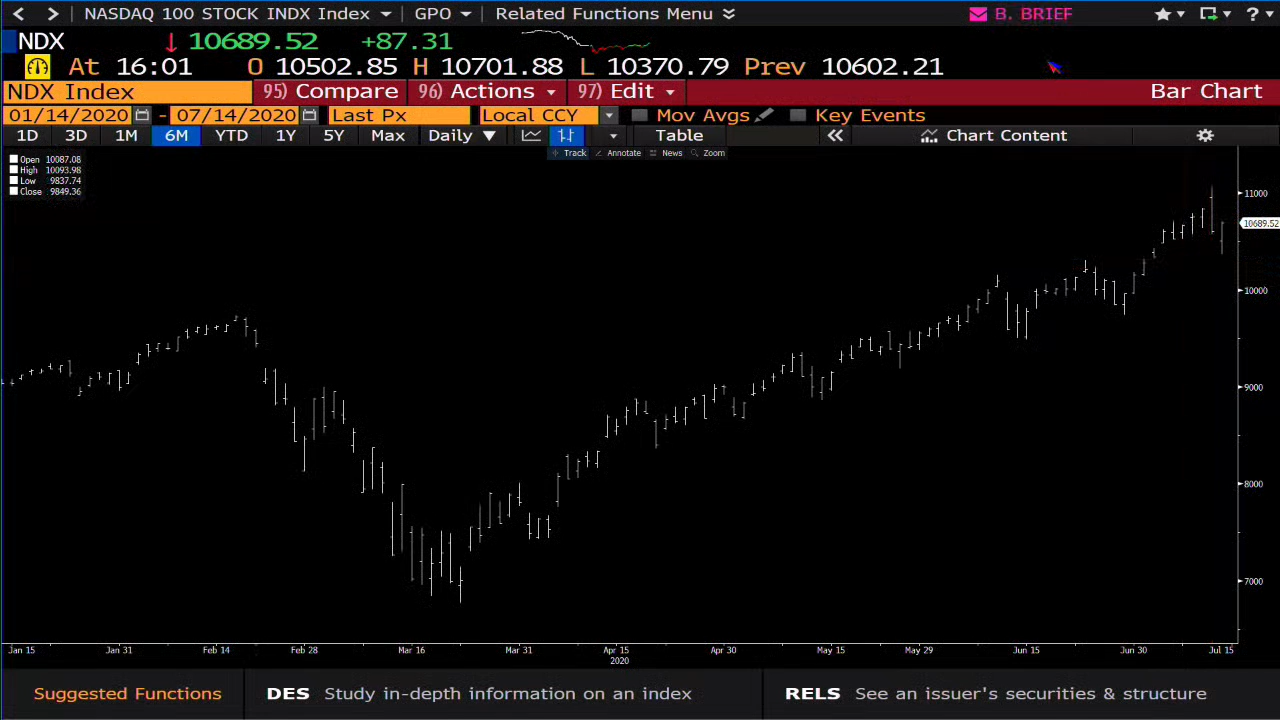 NASDAQ 100 STOCK INDX Index GPO Related Functions Menu B. BRIEF ?
NDX 10689.52 +87.31
At 16:01 O 10502.85 H 10701.88 L 10370.79 Prev 10602.21
NDX Index 95) Compare 96) Actions 97) Edit Bar Chart
01/14/2020 - 07/14/2020 Last Px Local CCY Mov Avgs Key Events
1D 3D 1M 6M YTD 1Y 5Y Max Daily Table Chart Content
Track Annotate News Zoom
Open 10087.08
High 10093.98
Low 9837.74
Close 9849.36
11000
10689.52
10000
9000
8000
7000
Jan 15 Jan 31 Feb 14 Feb 28 Mar 16 Mar 31 Apr 15 Apr 30 May 15 May 29 Jun 15 Jun 30 Jul 15
2020
Suggested Functions DES Study in-depth information on an index RELS See an issuer's securities & structure